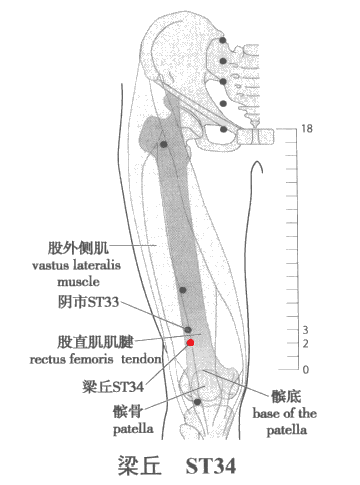 18
股外侧肌
vastus lateralis
muscle
阴市ST33
股直肌肌腱
rectus femoris tendon
3
2
梁丘ST34
0
髌骨
patella
髌底
base of the
patella
梁丘 ST34